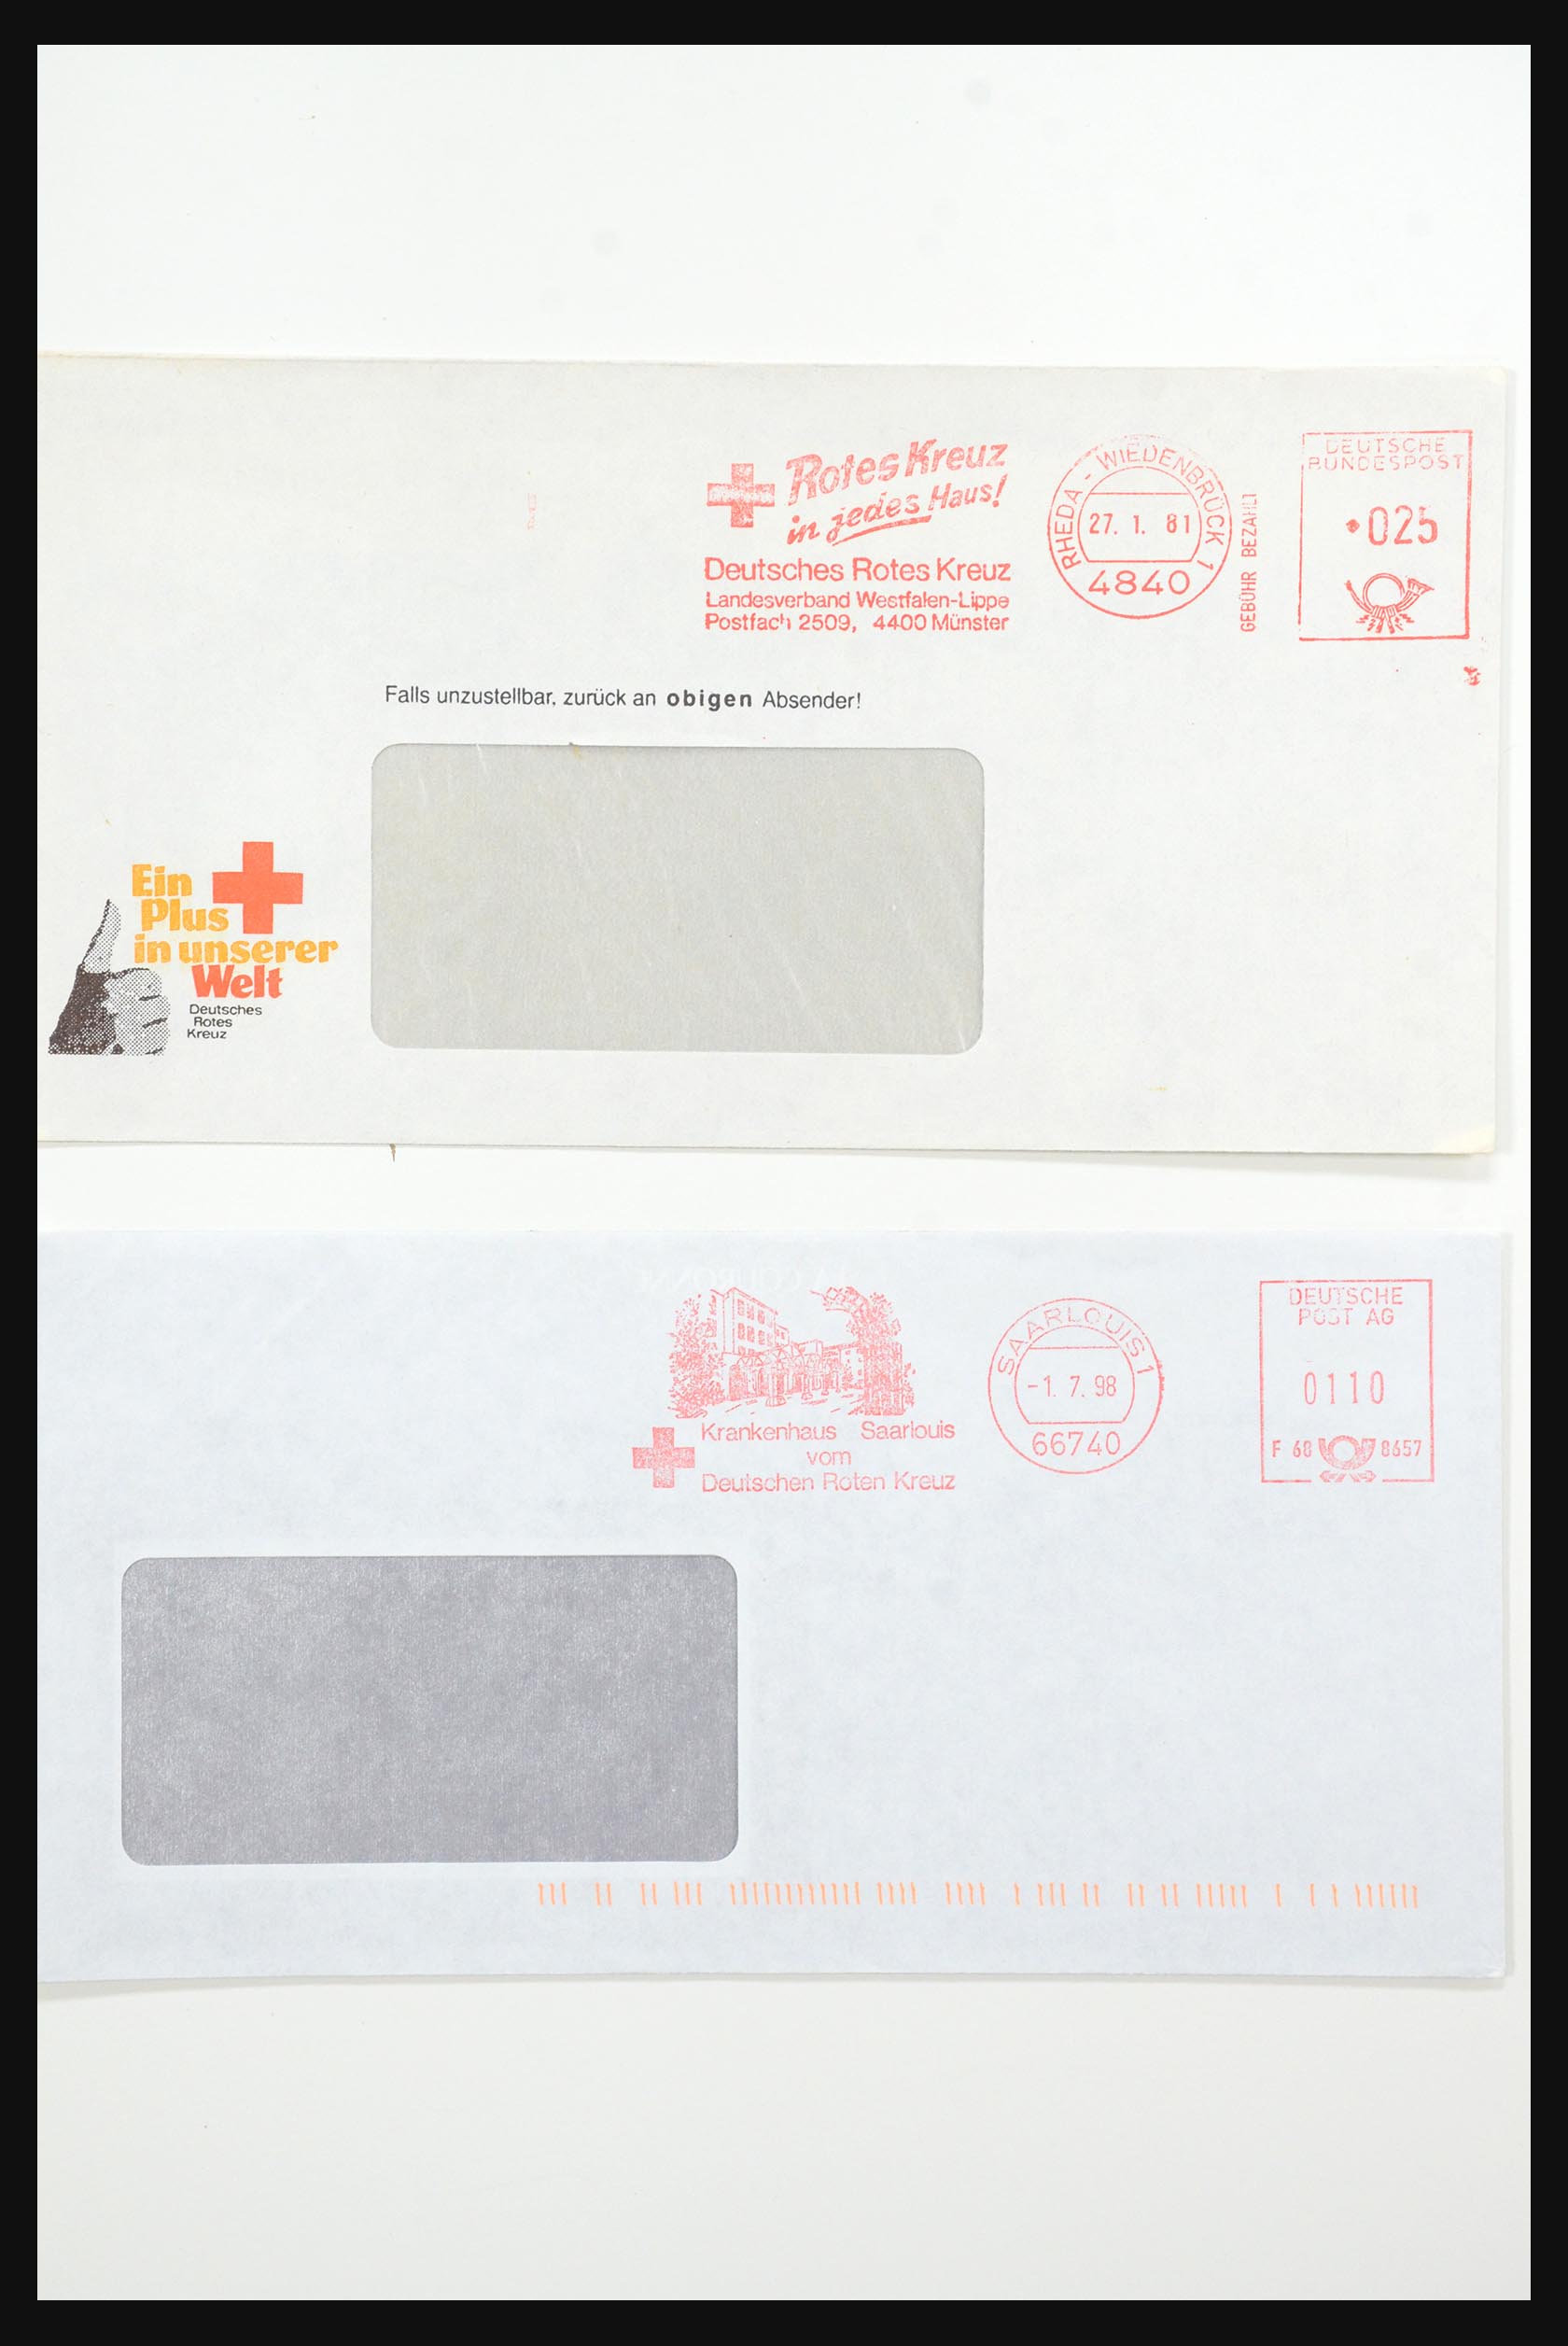 Rotes Kreuz
in jedes Haus!
Deutsches Rotes Kreuz
Landesverband Westfalen-Lippe
Postfach 2509, 4400 Münster
RHEDA - WIEDENBRÜCK 1
27. 1. 81
4840
GEBÜHR BEZAHLT
DEUTSCHE
BUNDESPOST
025
Falls unzustellbar, zurück an obigen Absender!
Ein
Plus
in unserer
Welt
Deutsches
Rotes
Kreuz
Krankenhaus Saarlouis
vom
Deutschen Roten Kreuz
SAARLOUIS 1
-1. 7. 98
66740
DEUTSCHE
POST AG
0110
F 68 8657